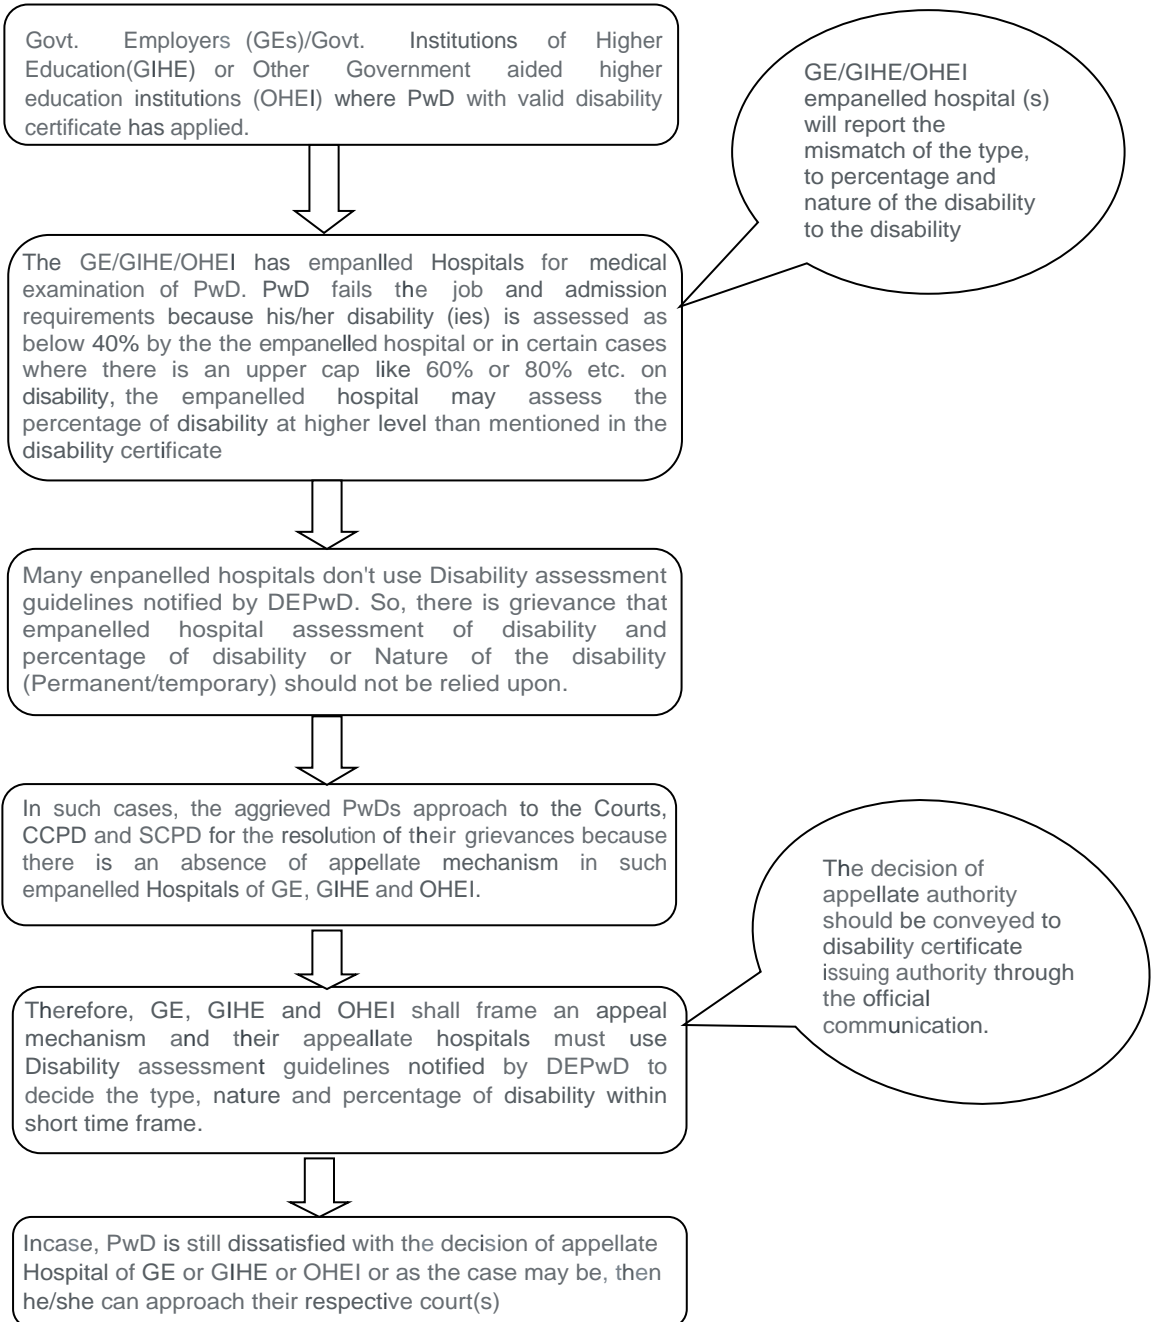 Govt. Employers (GEs)/Govt. Institutions of Higher
Education(GIHE) or Other Government aided higher
education institutions (OHEI) where PwD with valid disability
certificate has applied.
GE/GIHE/OHEI
empanelled hospital (s)
will report the
mismatch of the type,
to percentage and
nature of the disability
to the disability
The GE/GIHE/OHEI has empanlled Hospitals for medical
examination of PwD. PwD fails the job and admission
requirements because his/her disability (ies) is assessed as
below 40% by the the empanelled hospital or in certain cases
where there is an upper cap like 60% or 80% etc. on
disability, the empanelled hospital may assess the
percentage of disability at higher level than mentioned in the
disability certificate
Many enpanelled hospitals don't use Disability assessment
guidelines notified by DEPwD. So, there is grievance that
empanelled hospital assessment of disability and
percentage of disability or Nature of the disability
(Permanent/temporary) should not be relied upon.
In such cases, the aggrieved PwDs approach to the Courts,
CCPD and SCPD for the resolution of their grievances because
there is an absence of appellate mechanism in such
empanelled Hospitals of GE, GIHE and OHEI.
The decision of
appellate authority
should be conveyed to
disability certificate
issuing authority through
the official
communication.
Therefore, GE, GIHE and OHEI shall frame an appeal
mechanism and their appeallate hospitals must use
Disability assessment guidelines notified by DEPwD to
decide the type, nature and percentage of disability within
short time frame.
Incase, PwD is still dissatisfied with the decision of appellate
Hospital of GE or GIHE or OHEI or as the case may be, then
he/she can approach their respective court(s)